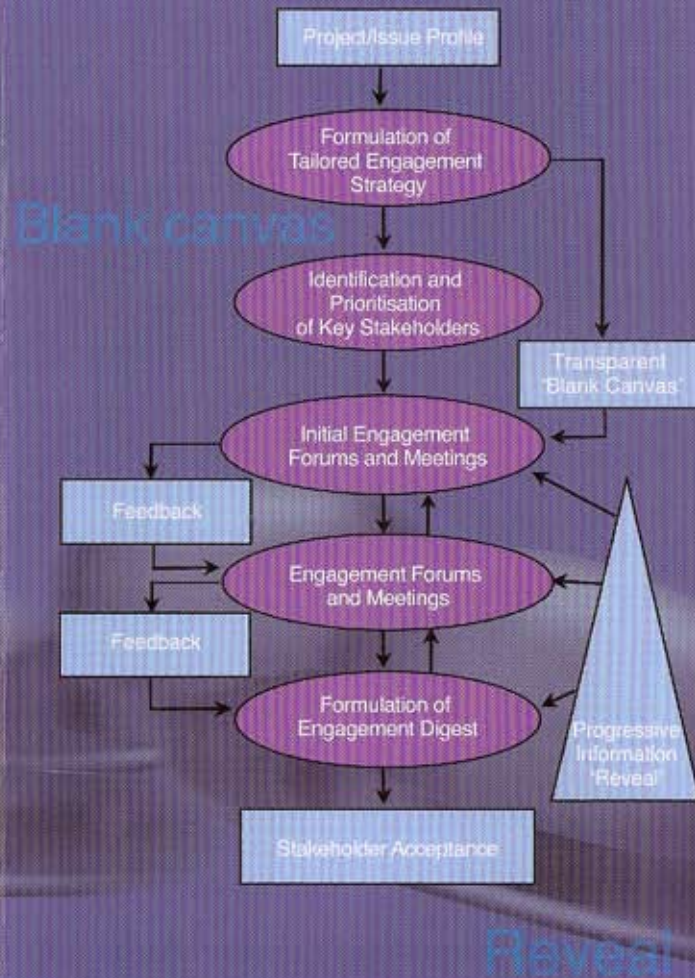 Project/Issue Profile
Formulation of
Tailored Engagement
Strategy
Blank canvas
Identification and
Prioritisation
of Key Stakeholders
Transparent
"Blank Canvas"
Initial Engagement
Forums and Meetings
Feedback
Engagement Forums
and Meetings
Feedback
Formulation of
Engagement Digest
Progressive
Information
"Reveal"
Stakeholder Acceptance
Reveal